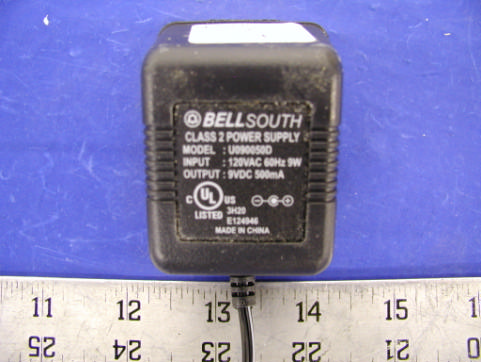 BELLSOUTH
CLASS 2 POWER SUPPLY
MODEL : U090050D
INPUT : 120VAC 60Hz 9W
OUTPUT : 9VDC 500mA
C UL US
LISTED
3H20
E124946
MADE IN CHINA
11 12 13 14 15
25 24 23 22 21 20